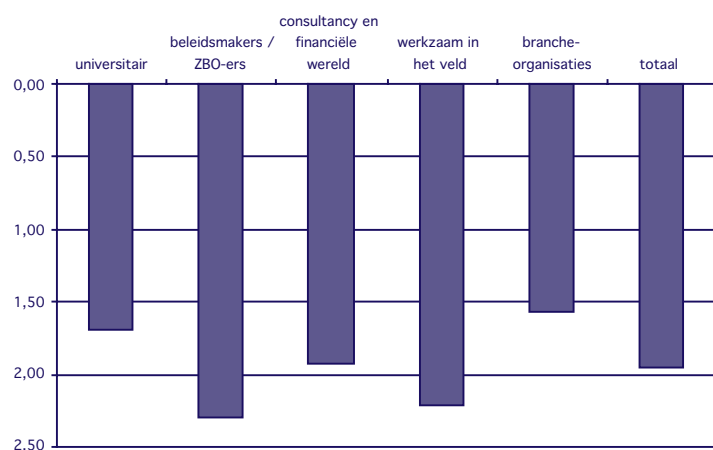 universitair
beleidsmakers /
ZBO-ers
consultancy en
financiële
wereld
werkzaam in
het veld
branche-
organisaties
totaal
0,00
0,50
1,00
1,50
2,00
2,50